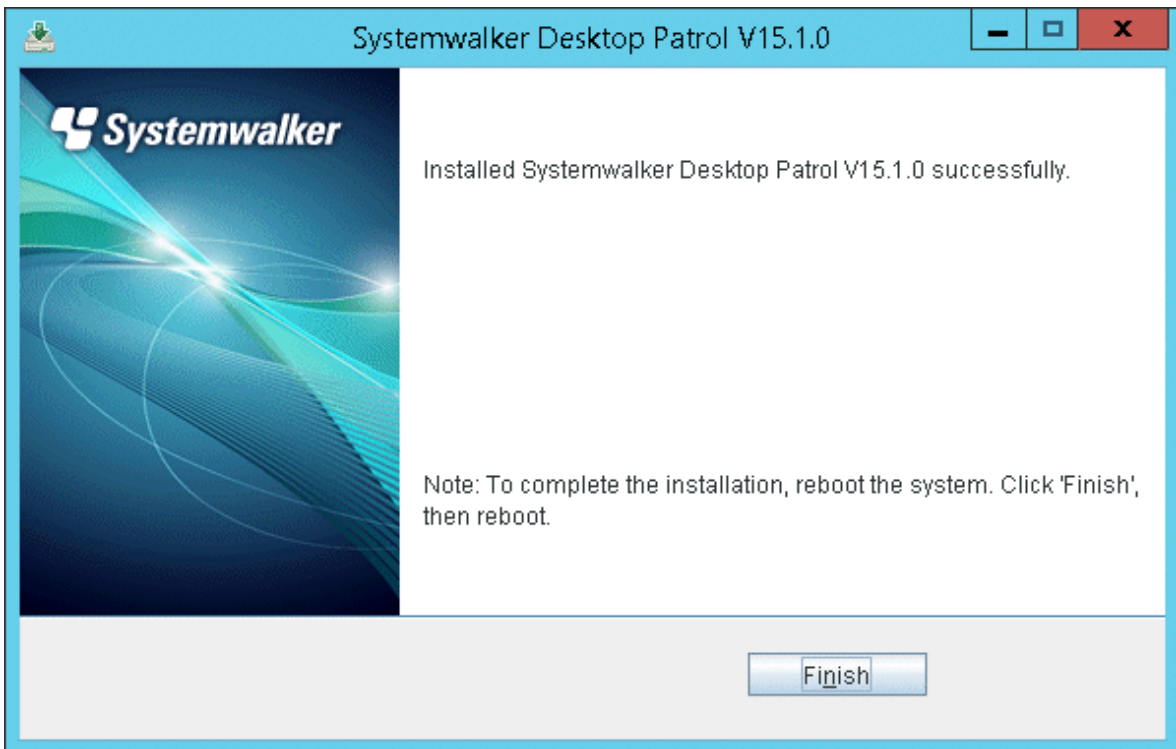 Systemwalker Desktop Patrol V15.1.0
Systemwalker
Installed Systemwalker Desktop Patrol V15.1.0 successfully.
Note: To complete the installation, reboot the system. Click 'Finish',
then reboot.
Finish